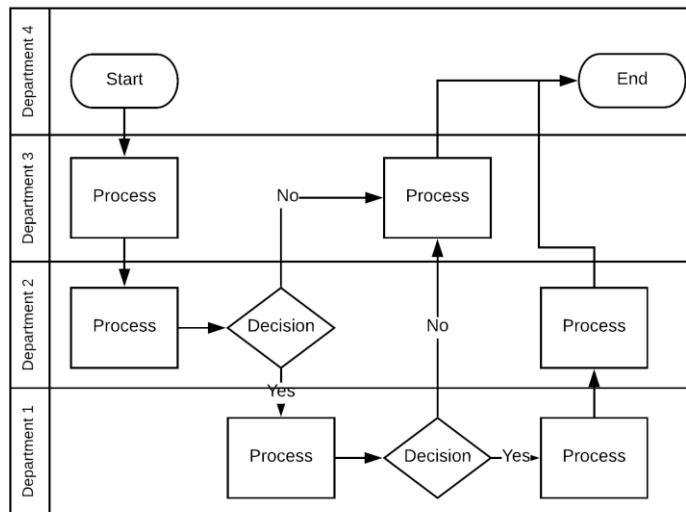 Department 4
Start
End
Department 3
Process
No
Process
Department 2
Process
Decision
No
Process
Yes
Department 1
Process
Decision
Yes
Process